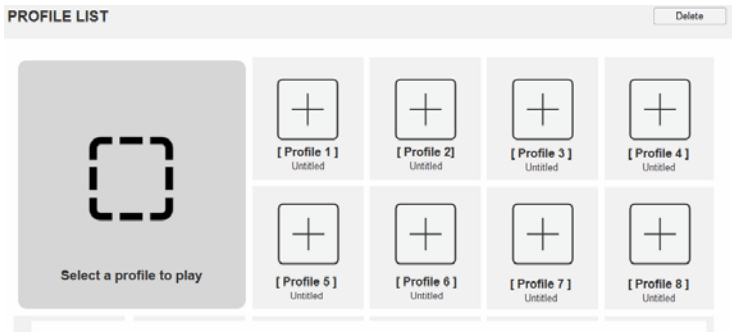 PROFILE LIST
Delete
[ Profile 1 ]
Untitled
[ Profile 2]
Untitled
[ Profile 3 ]
Untitled
[ Profile 4 ]
Untitled
Select a profile to play
[ Profile 5 ]
Untitled
[ Profile 6 ]
Untitled
[ Profile 7 ]
Untitled
[ Profile 8 ]
Untitled